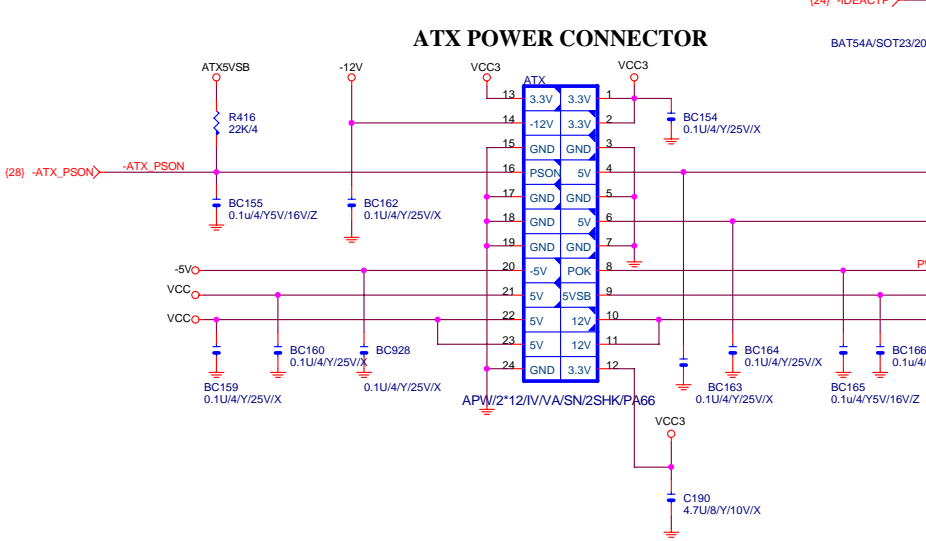 {24} -IDEACTP
ATX POWER CONNECTOR
BAT54A/SOT23/20
ATX5VSB
-12V
VCC3
VCC3
ATX
13 3.3V 3.3V 1
R416
22K/4
14 -12V 3.3V 2
BC154
0.1U/4/Y/25V/X
15 GND GND 3
{28} -ATX_PSON
-ATX_PSON
16 PSON 5V 4
17 GND GND 5
BC155
0.1u/4/Y5V/16V/Z
BC162
0.1U/4/Y/25V/X
18 GND 5V 6
19 GND GND 7
-5V
20 -5V POK 8
VCC
21 5V 5VSB 9
VCC
22 5V 12V 10
23 5V 12V 11
24 GND 3.3V 12
BC160
0.1U/4/Y/25V/X
BC928
0.1U/4/Y/25V/X
BC159
0.1U/4/Y/25V/X
BC164
0.1U/4/Y/25V/X
BC166
0.1u/4/
BC163
0.1U/4/Y/25V/X
BC165
0.1u/4/Y5V/16V/Z
APW/2*12/IV/VA/SN/2SHK/PA66
VCC3
C190
4.7U/8/Y/10V/X